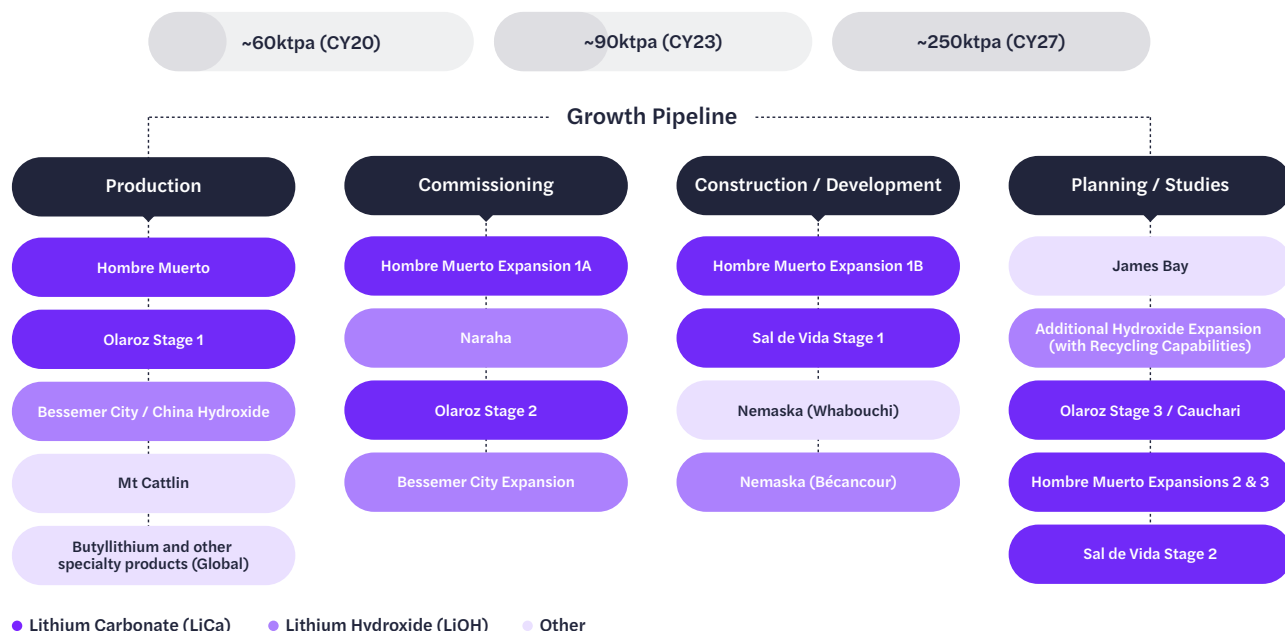 ~60ktpa (CY20)
~90ktpa (CY23)
~250ktpa (CY27)
Growth Pipeline
Production
Hombre Muerto
Olaroz Stage 1
Bessemer City / China Hydroxide
Mt Cattlin
Butyllithium and other
specialty products (Global)
Commissioning
Hombre Muerto Expansion 1A
Naraha
Olaroz Stage 2
Bessemer City Expansion
Construction / Development
Hombre Muerto Expansion 1B
Sal de Vida Stage 1
Nemaska (Whabouchi)
Nemaska (Bécancour)
Planning / Studies
James Bay
Additional Hydroxide Expansion
(with Recycling Capabilities)
Olaroz Stage 3 / Cauchari
Hombre Muerto Expansions 2 & 3
Sal de Vida Stage 2
Lithium Carbonate (LiCa)
Lithium Hydroxide (LiOH)
Other